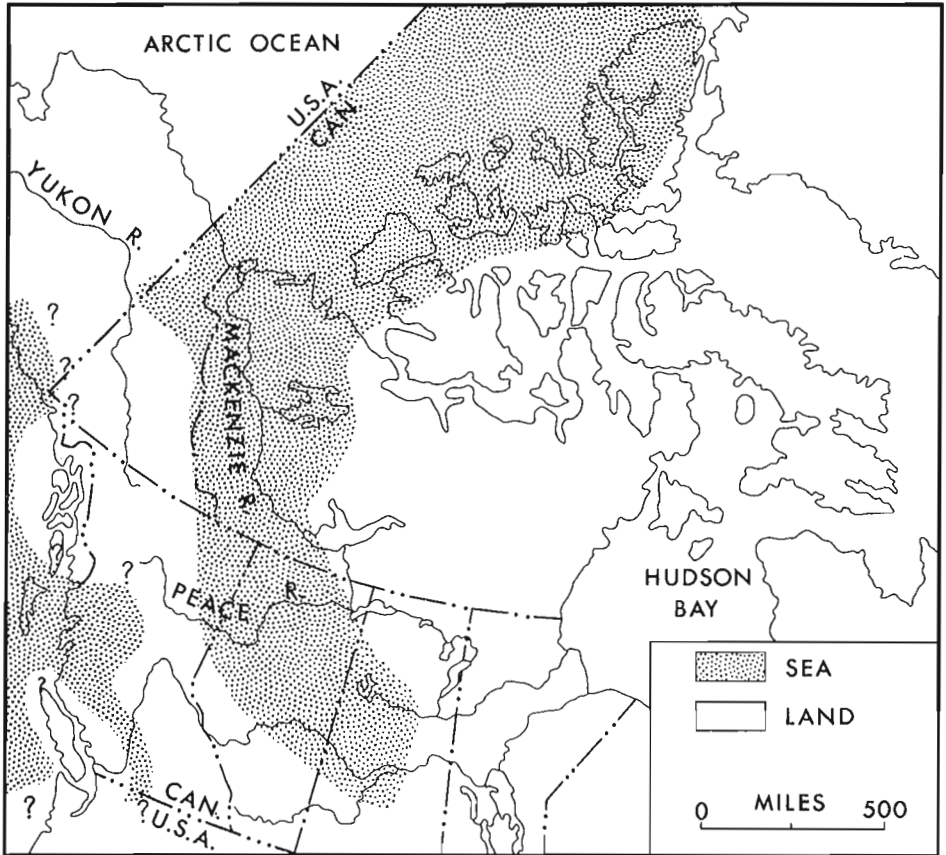 ARCTIC OCEAN
U.S.A.
CAN
YUKON R.
?
?
?
MACKENZIE R.
?
PEACE R.
HUDSON
BAY
SEA
?
LAND
CAN.
?
?
U.S.A.
MILES
0 500